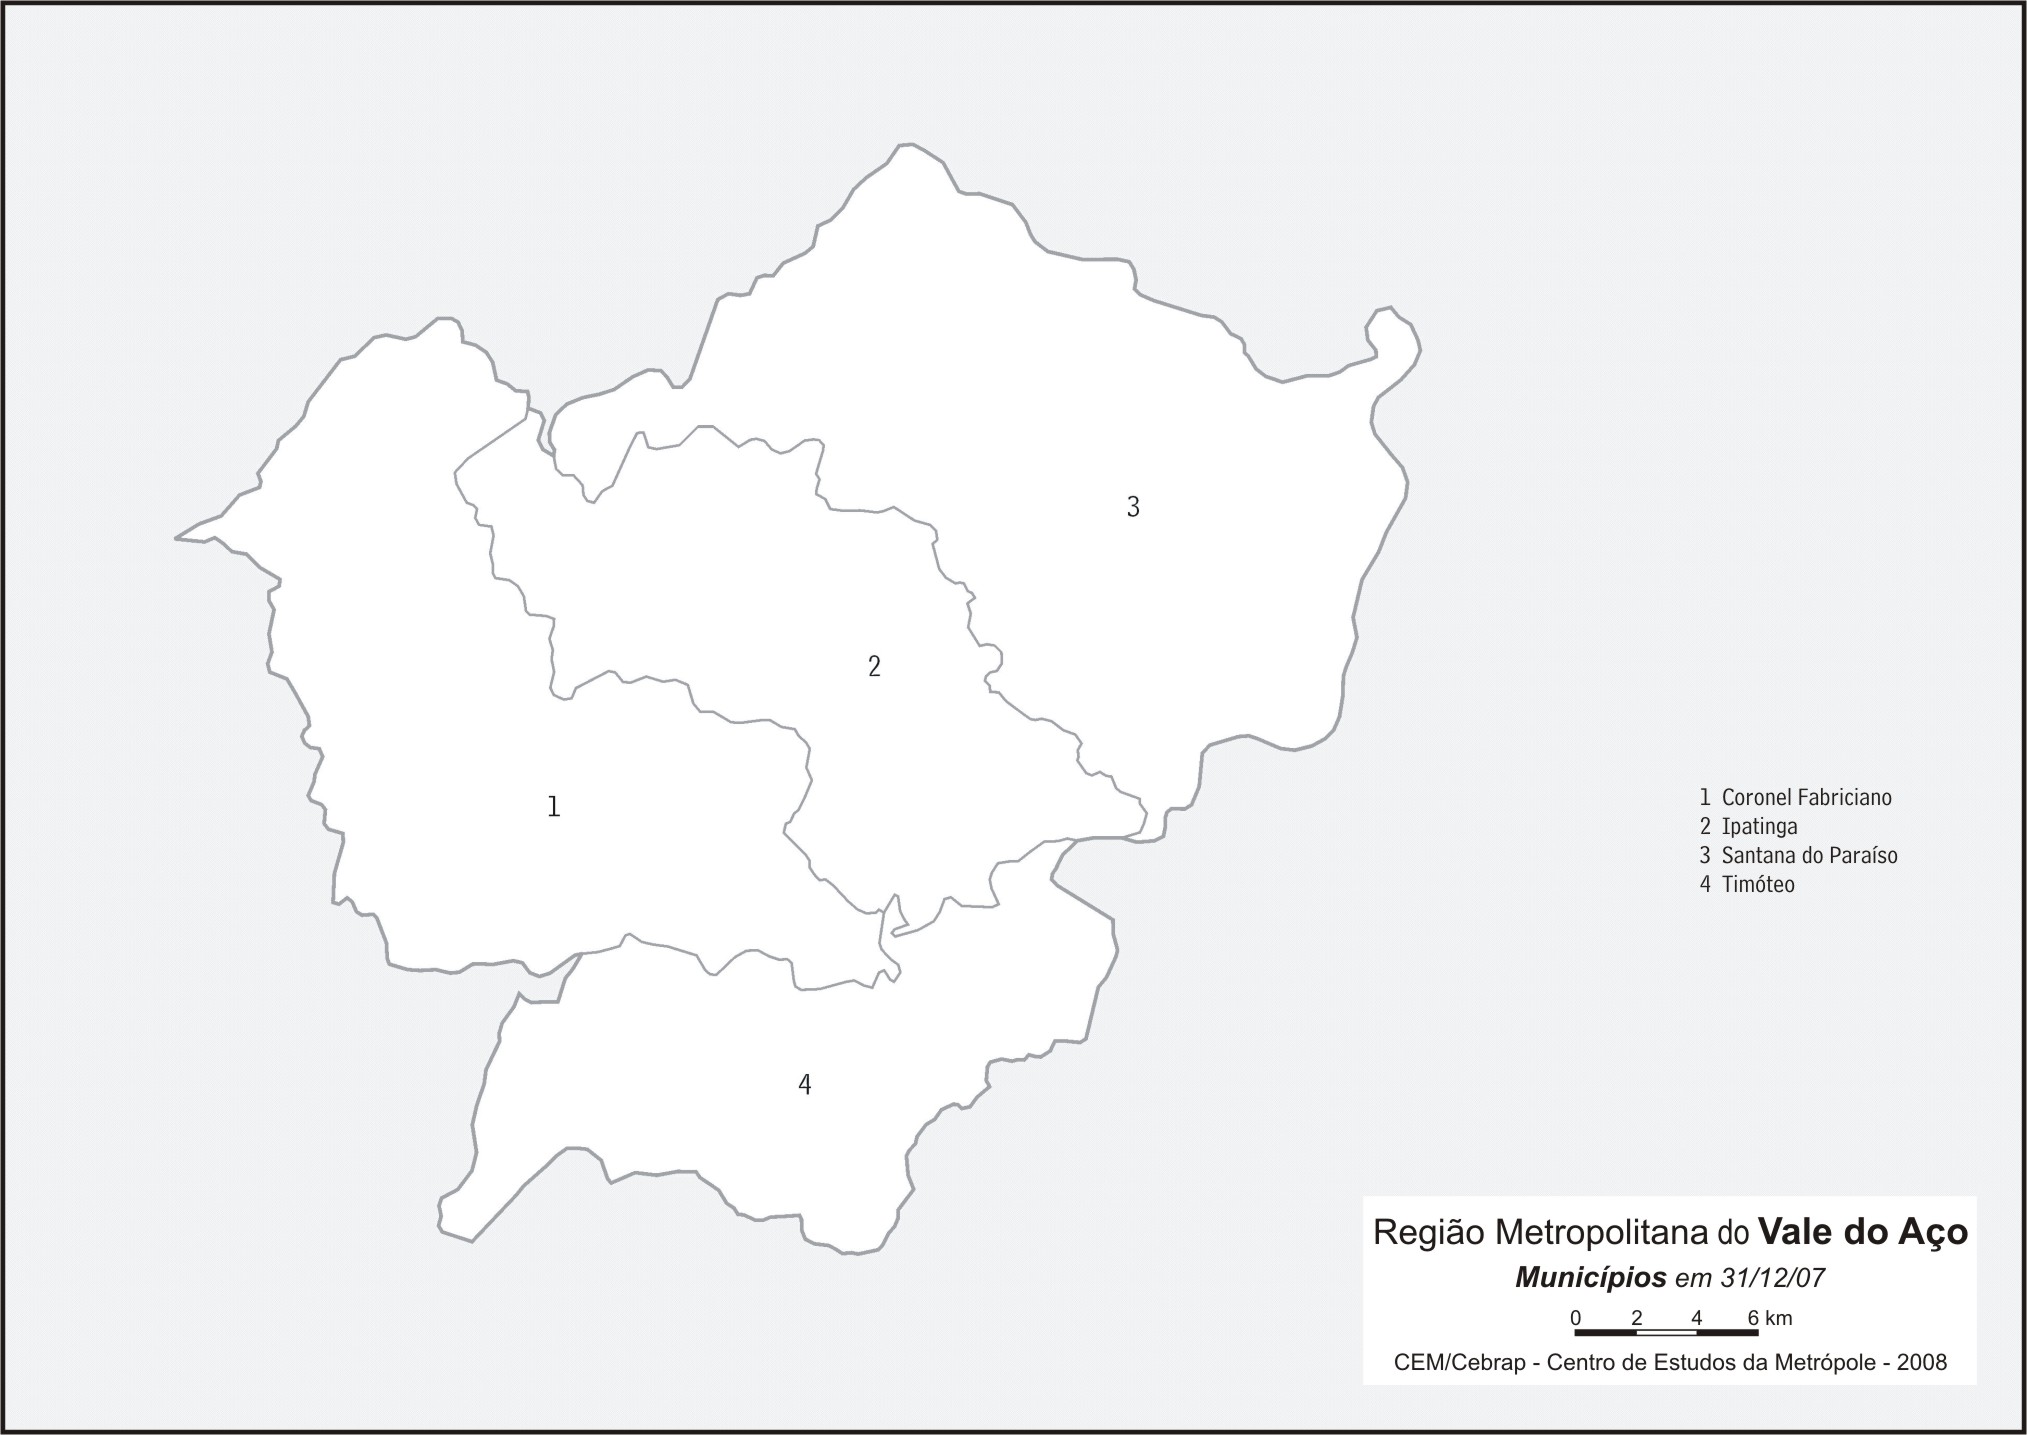 3
2
1
1 Coronel Fabriciano
2 Ipatinga
3 Santana do Paraíso
4 Timóteo
4
Região Metropolitana do Vale do Aço
Municípios em 31/12/07
0 2 4 6 km
CEM/Cebrap - Centro de Estudos da Metrópole - 2008